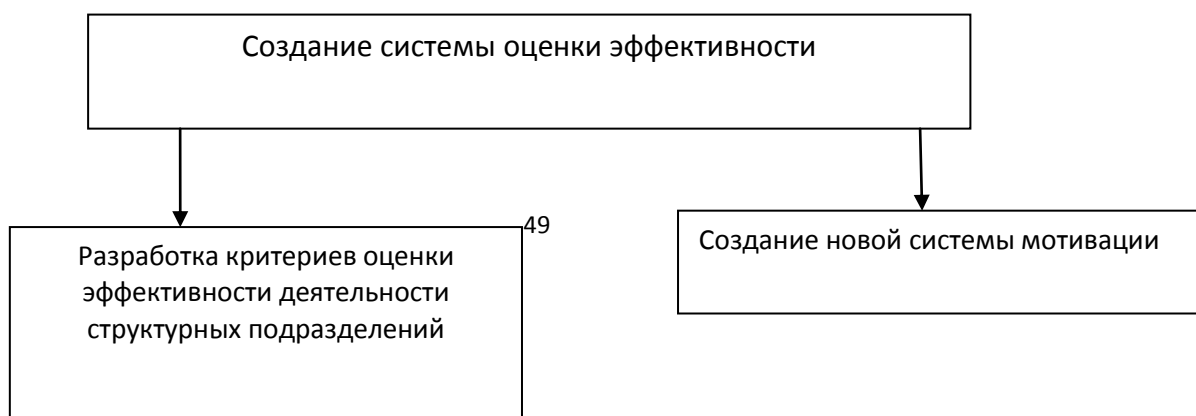 Создание системы оценки эффективности
49
Разработка критериев оценки
эффективности деятельности
структурных подразделений
Создание новой системы мотивации